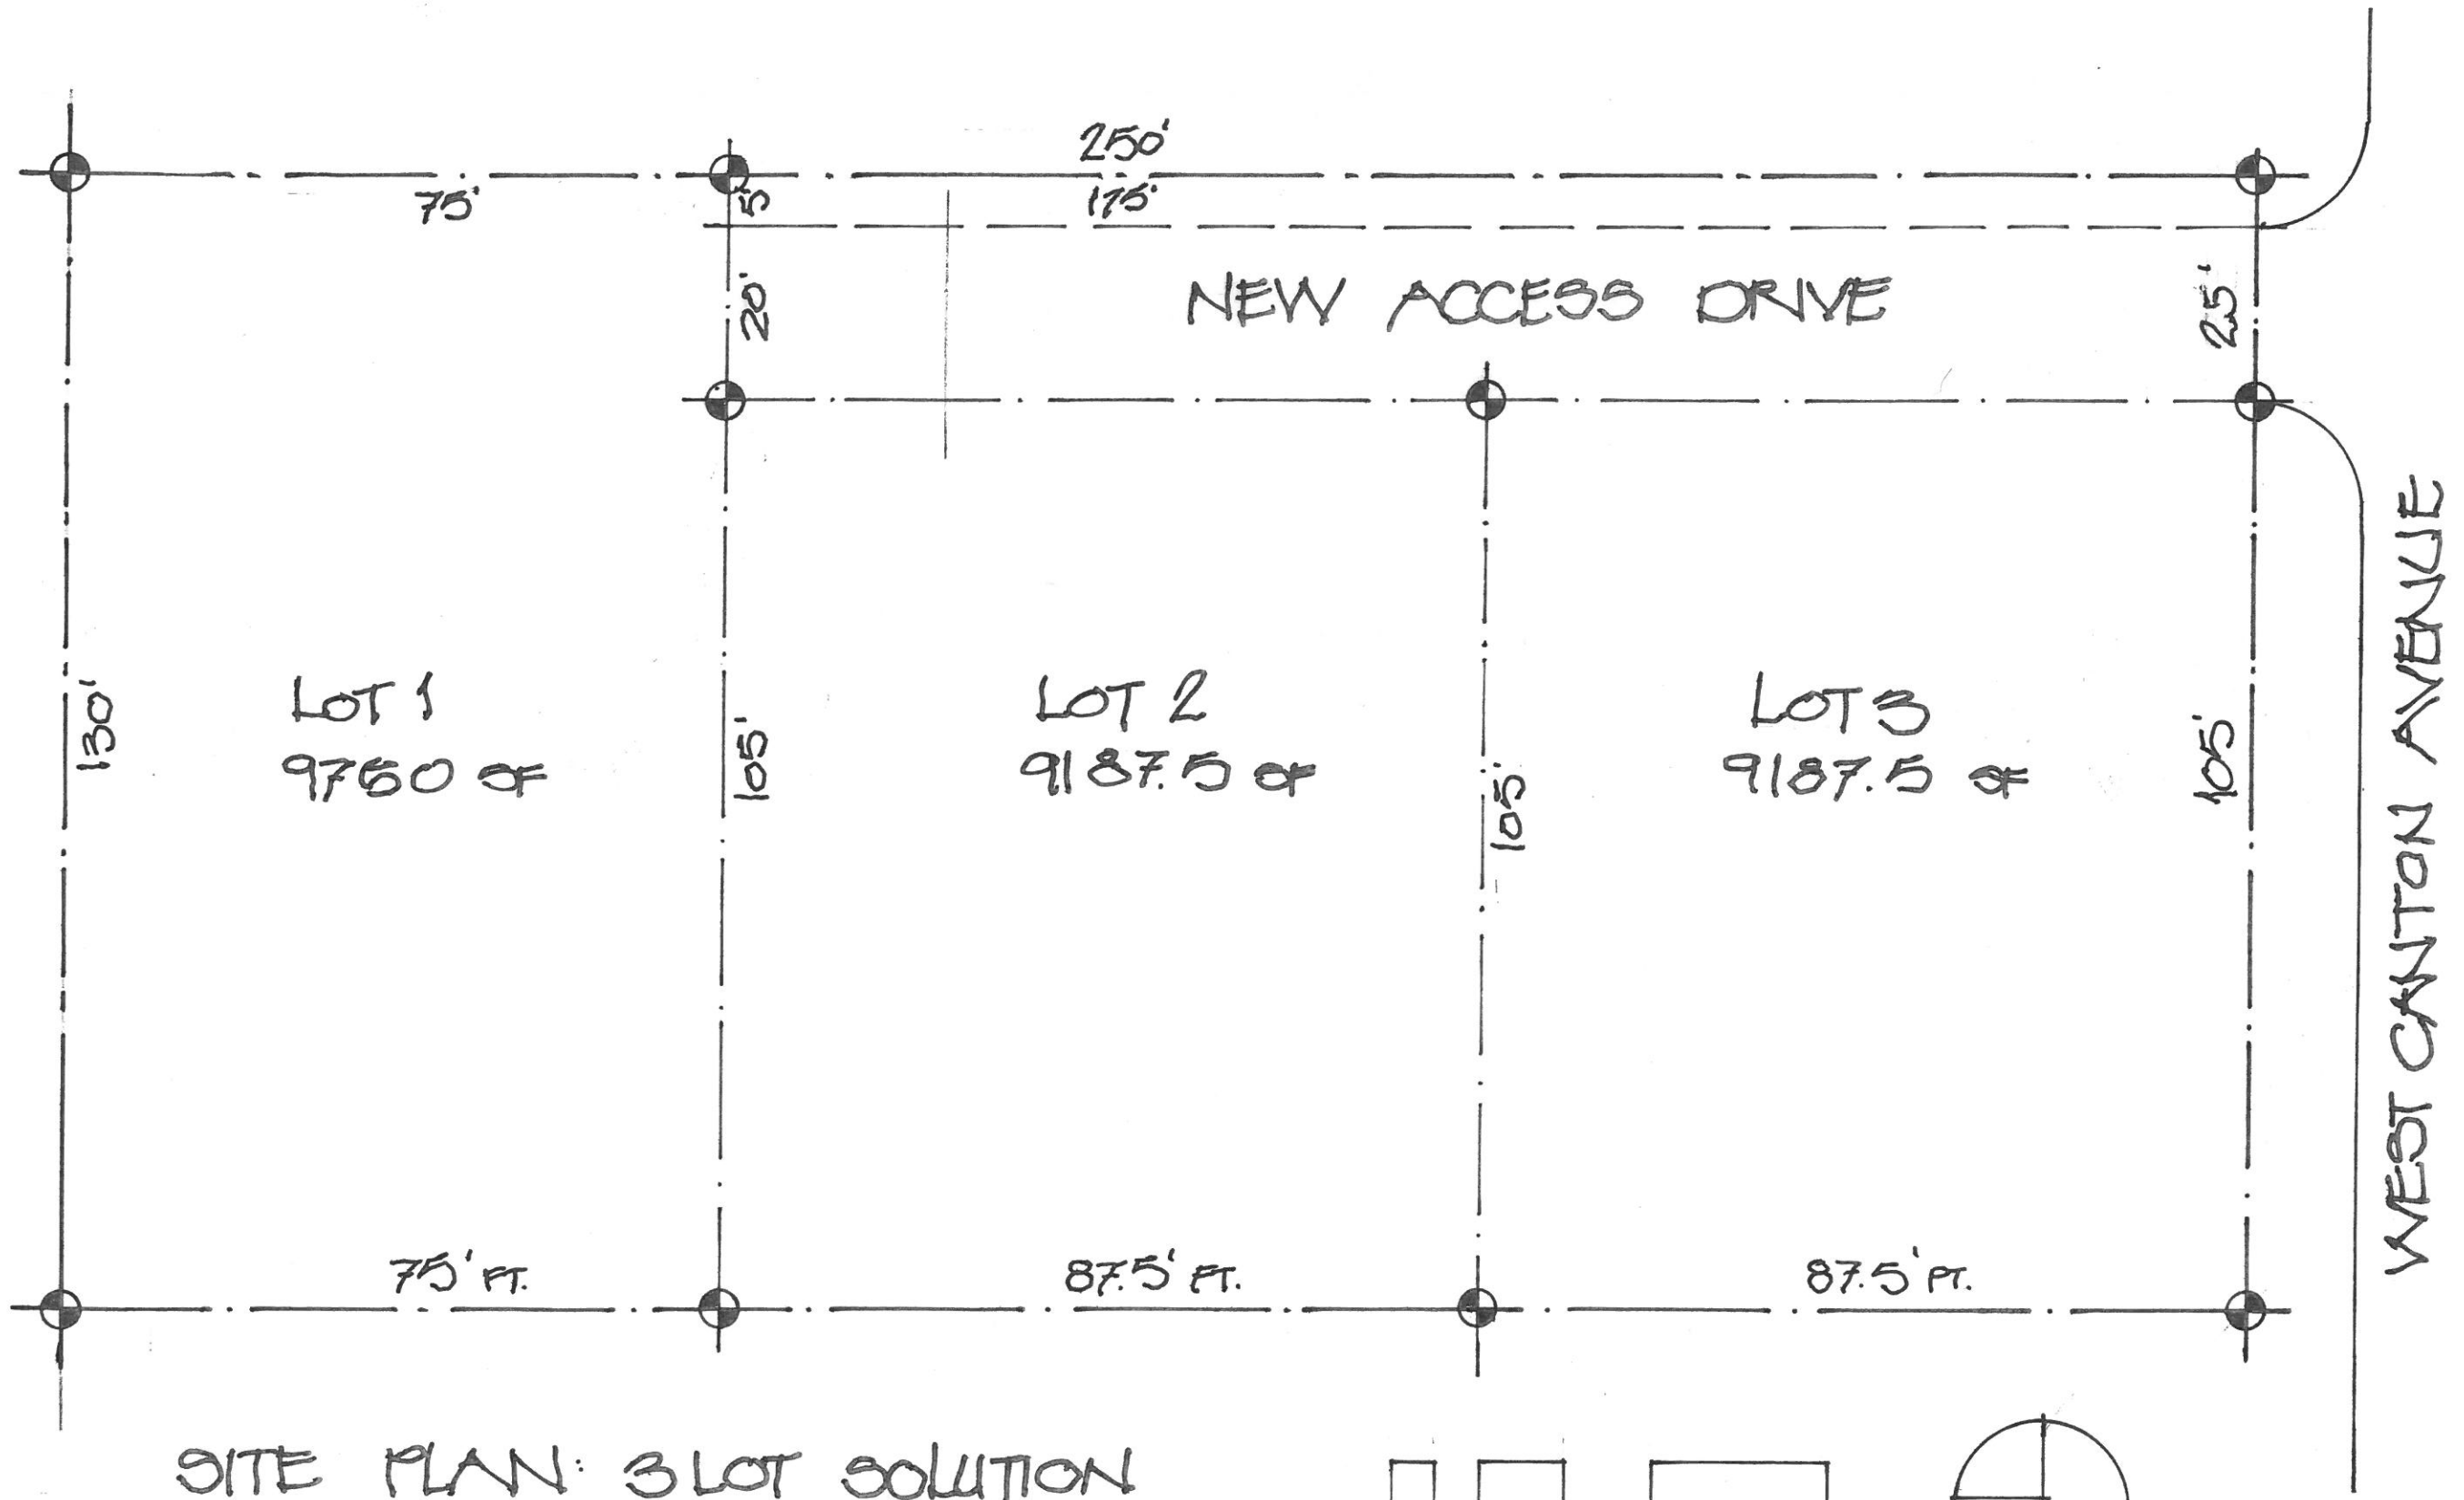 250'
75'
5'
175'
20'
NEW ACCESS DRIVE
25'
130'
LOT 1
9750 SF
105'
LOT 2
9187.5 SF
105'
LOT 3
9187.5 SF
105'
WEST CANTON AVENUE
75' FT.
87.5' FT.
87.5' FT.
SITE PLAN: 3 LOT SOLUTION